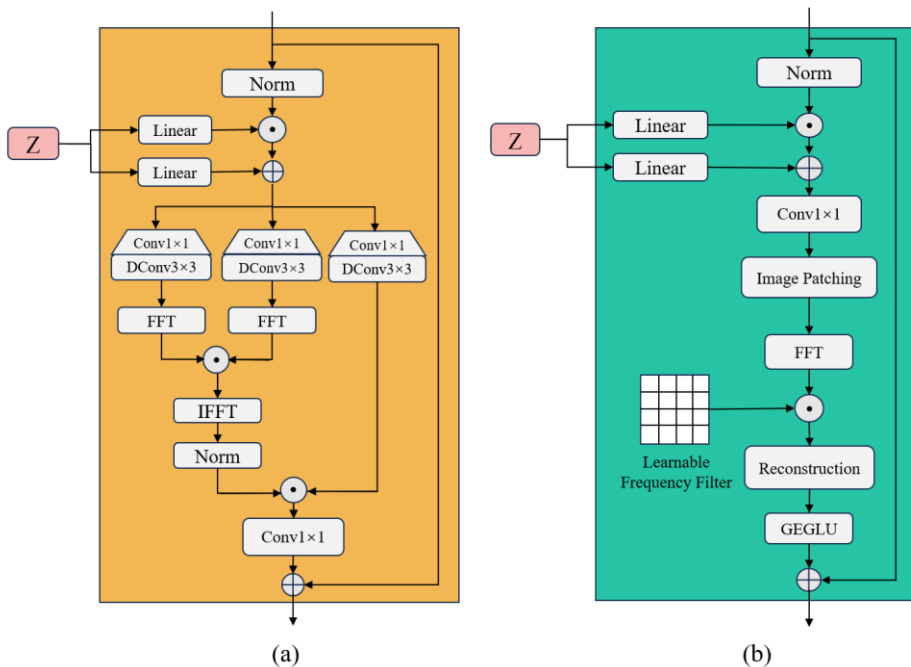 Norm
Z
Linear
Linear
Conv1×1
DConv3×3
Conv1×1
DConv3×3
Conv1×1
DConv3×3
FFT
FFT
IFFT
Norm
Conv1×1
(a)
Norm
Z
Linear
Linear
Conv1×1
Image Patching
FFT
Learnable
Frequency Filter
Reconstruction
GEGLU
(b)